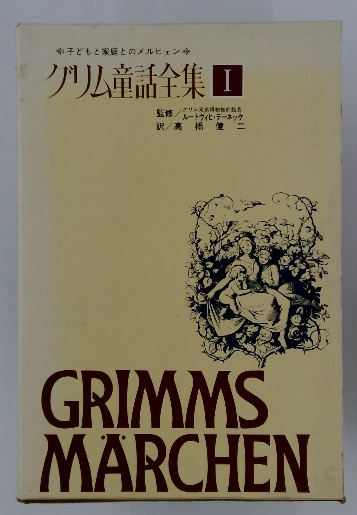 子どもと家庭とのメルヒェン
グリム童話全集 I
監修／グリム兄弟博物館前館長
ルートヴィヒ・デーネッケ
訳／高橋健二
GRIMMS
MÄRCHEN